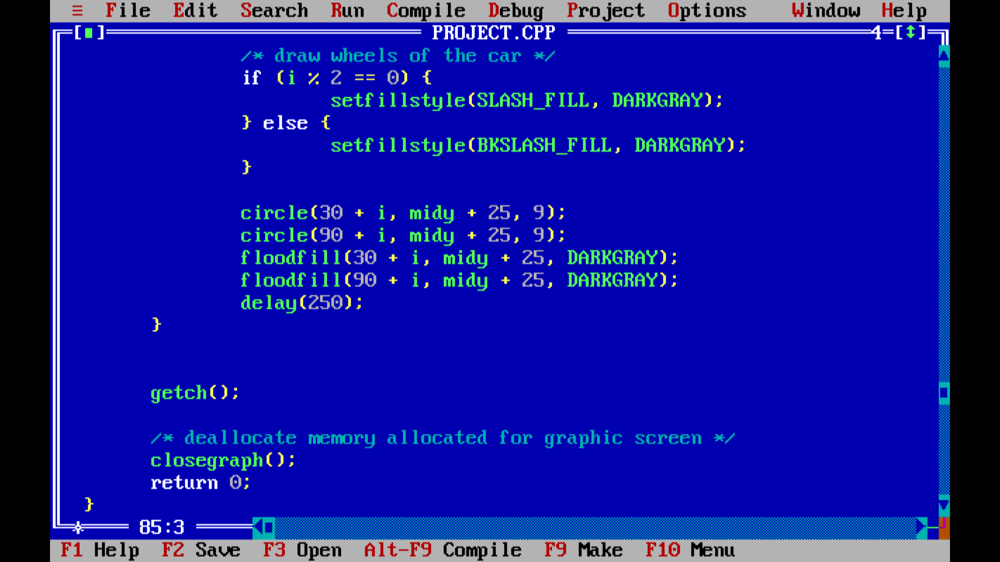 ≡ File Edit Search Run Compile Debug Project Options Window Help
[■] PROJECT.CPP 4=[↕]
/* draw wheels of the car */
if (i % 2 == 0) {
setfillstyle(SLASH_FILL, DARKGRAY);
} else {
setfillstyle(BKSLASH_FILL, DARKGRAY);
}
circle(30 + i, midy + 25, 9);
circle(90 + i, midy + 25, 9);
floodfill(30 + i, midy + 25, DARKGRAY);
floodfill(90 + i, midy + 25, DARKGRAY);
delay(250);
}
getch();
/* deallocate memory allocated for graphic screen */
closegraph();
return 0;
}
85:3
F1 Help F2 Save F3 Open Alt-F9 Compile F9 Make F10 Menu